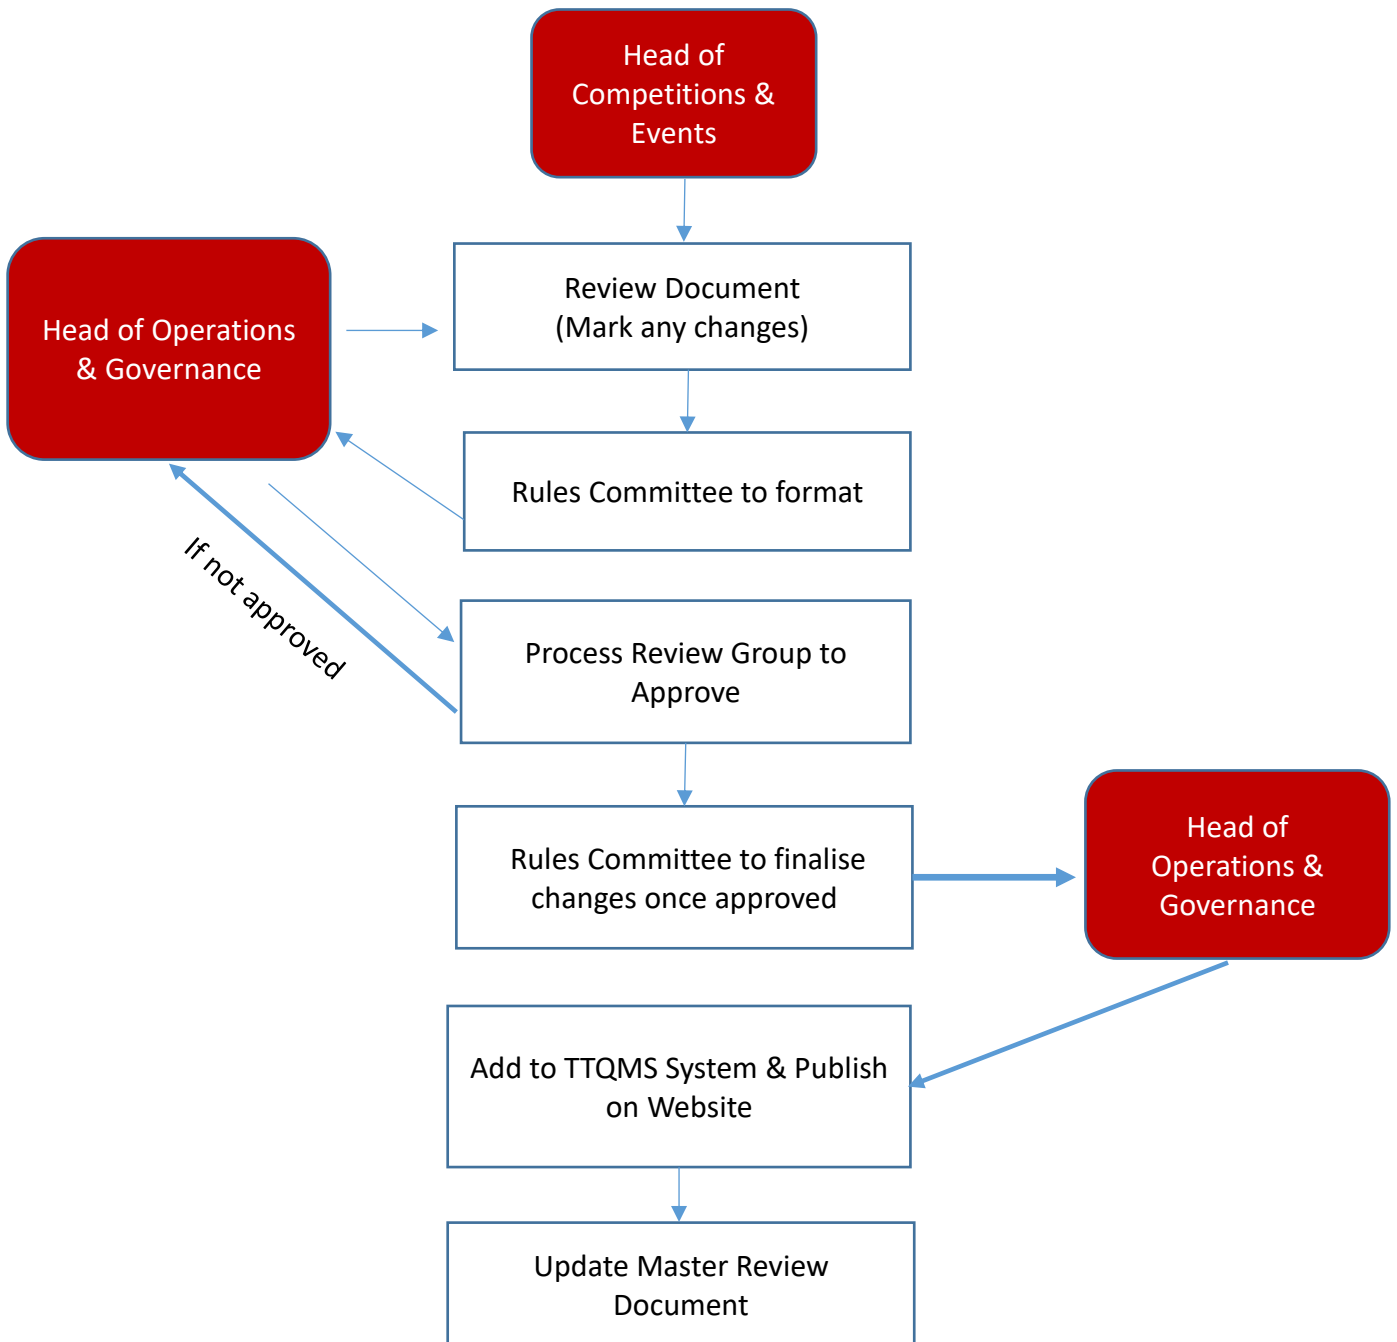 Head of
Competitions &
Events
Review Document
(Mark any changes)
Head of Operations
& Governance
Rules Committee to format
If not approved
Process Review Group to
Approve
Rules Committee to finalise
changes once approved
Head of
Operations &
Governance
Add to TTQMS System & Publish
on Website
Update Master Review
Document